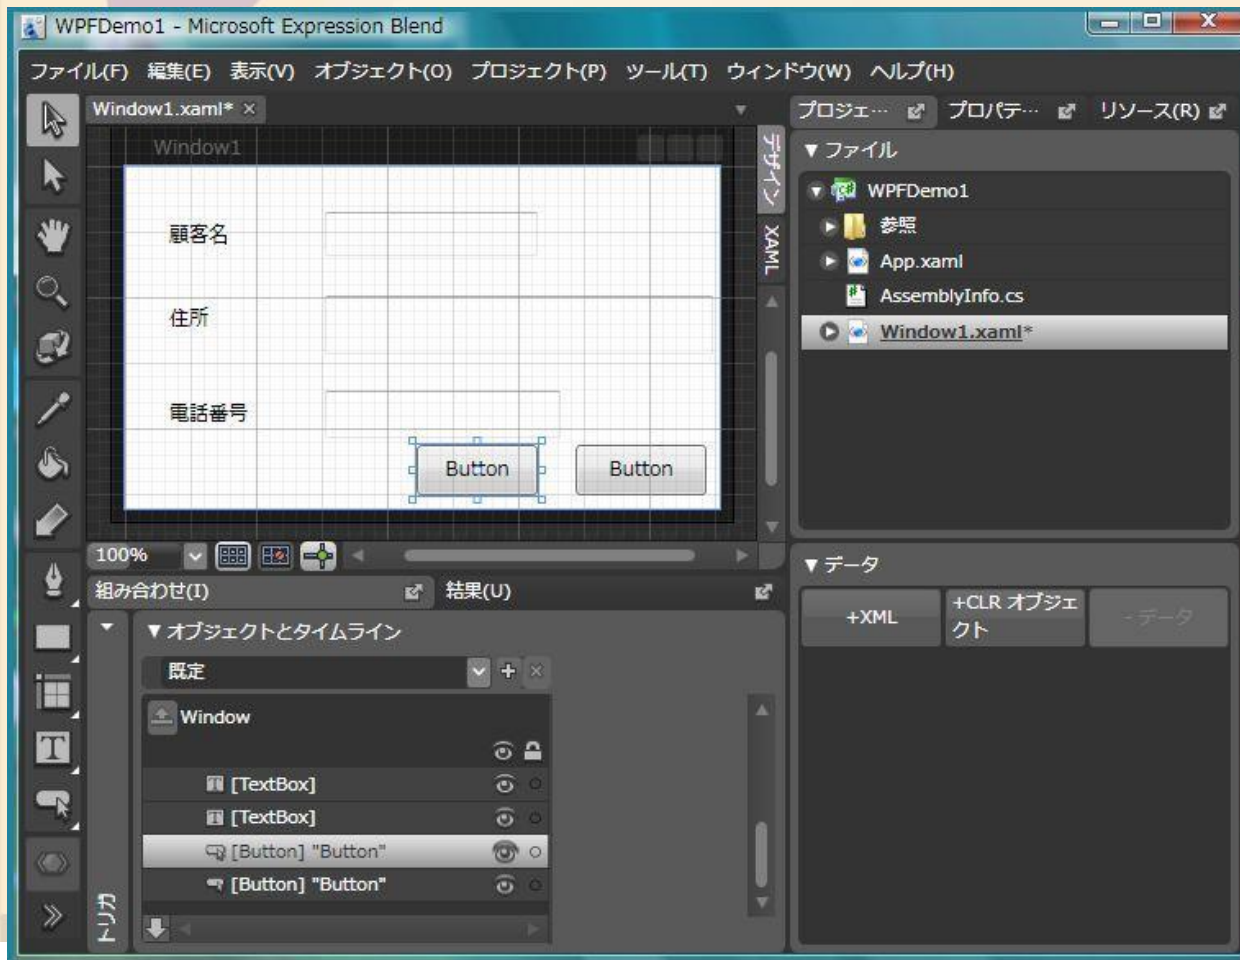 WPFDemo1 - Microsoft Expression Blend
ファイル(F) 編集(E) 表示(V) オブジェクト(O) プロジェクト(P) ツール(T) ウィンドウ(W) ヘルプ(H)
Window1.xaml*
Window1
デザイン
XAML
顧客名
住所
電話番号
Button
Button
100%
組み合わせ(I)
結果(U)
トリガ
オブジェクトとタイムライン
既定
Window
[TextBox]
[TextBox]
[Button] "Button"
[Button] "Button"
プロジェ… プロパテ… リソース(R)
ファイル
WPFDemo1
参照
App.xaml
AssemblyInfo.cs
Window1.xaml*
データ
+XML
+CLR オブジェ
クト
- データ